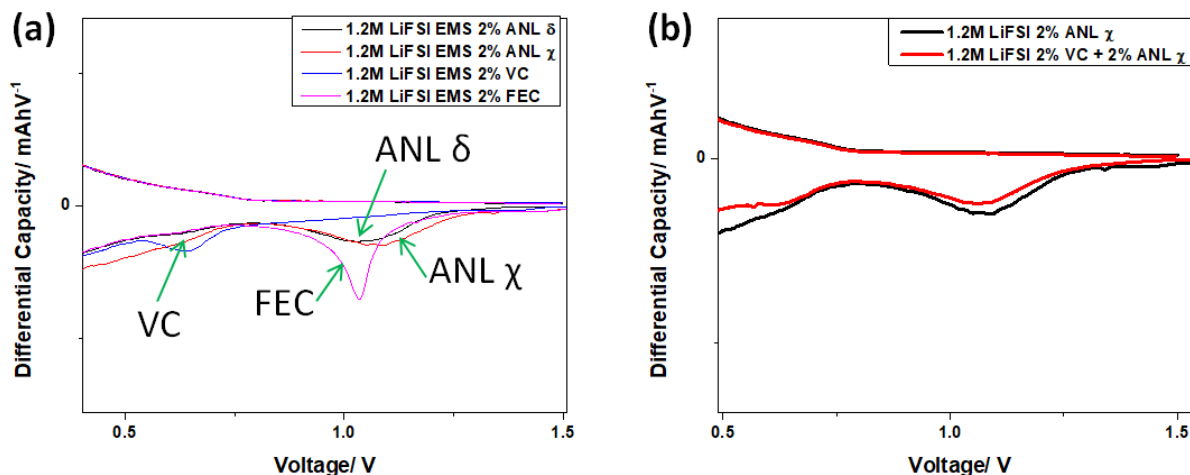 (a)
1.2M LiFSI EMS 2% ANL δ
1.2M LiFSI EMS 2% ANL χ
1.2M LiFSI EMS 2% VC
1.2M LiFSI EMS 2% FEC
Differential Capacity/ mAhV⁻¹
0
ANL δ
ANL χ
FEC
VC
0.5
1.0
1.5
Voltage/ V
(b)
1.2M LiFSI 2% ANL χ
1.2M LiFSI 2% VC + 2% ANL χ
Differential Capacity/ mAhV⁻¹
0
0.5
1.0
1.5
Voltage/ V